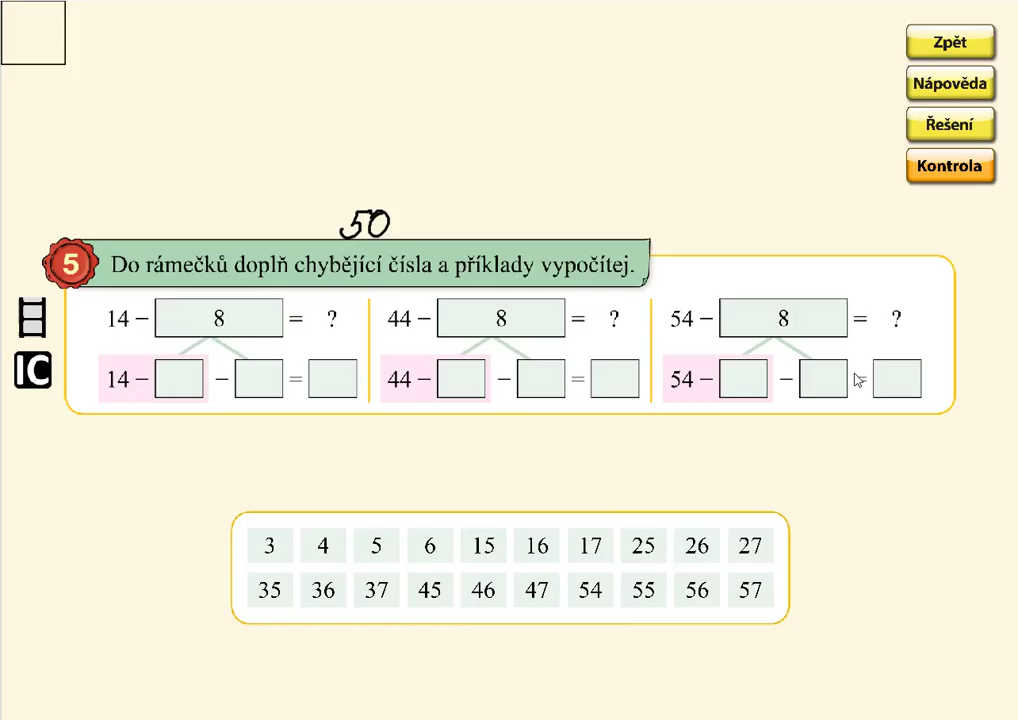 Zpět
Nápověda
Řešení
Kontrola
50
5 Do rámečků doplň chybějící čísla a příklady vypočítej.
14 − 8 = ? 44 − 8 = ? 54 − 8 = ?
IC
14 − − = 44 − − = 54 − − =
3 4 5 6 15 16 17 25 26 27
35 36 37 45 46 47 54 55 56 57